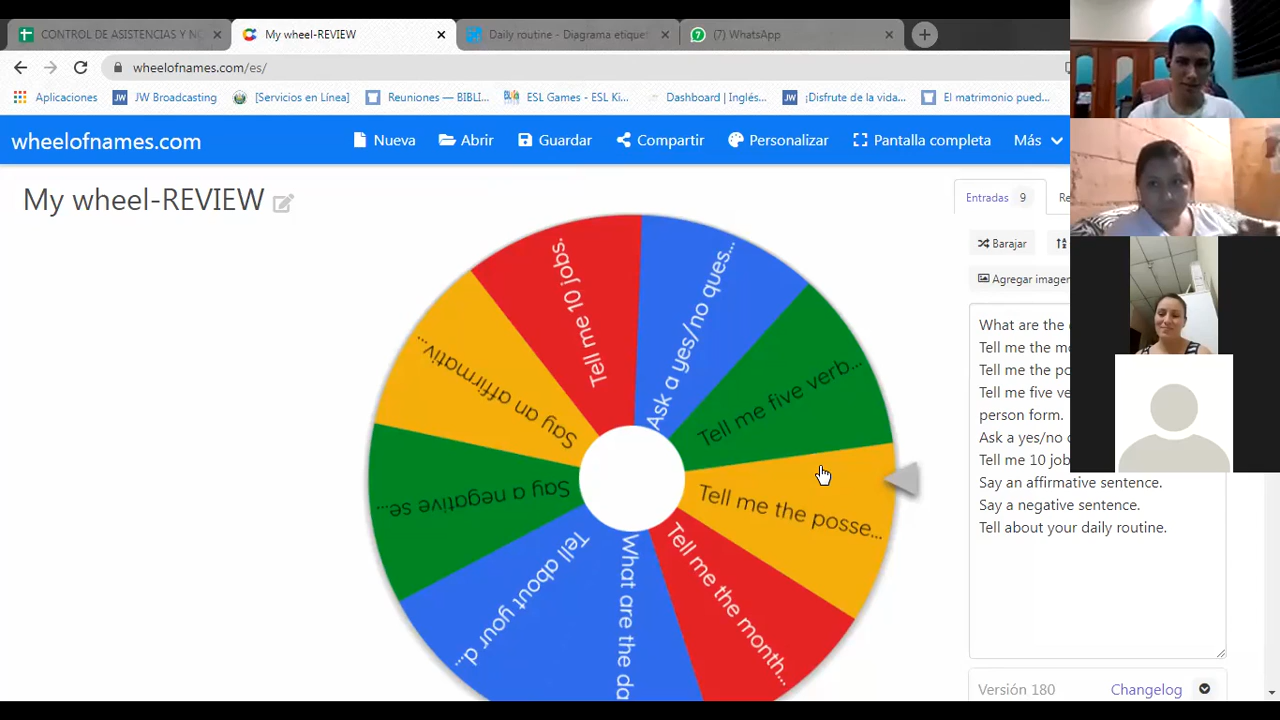 CONTROL DE ASISTENCIAS Y NO
My wheel-REVIEW
Daily routine - Diagrama etique
(7) WhatsApp
wheelofnames.com/es/
Aplicaciones
JW Broadcasting
[Servicios en Línea]
Reuniones — BIBLI...
ESL Games - ESL Ki...
Dashboard | Inglés...
¡Disfrute de la vida...
El matrimonio pued...
wheelofnames.com
Nueva
Abrir
Guardar
Compartir
Personalizar
Pantalla completa
Más
My wheel-REVIEW
Entradas 9
Re
Barajar
Agregar imagen
Tell me 10 jobs.
Ask a yes/no ques...
Tell me five verb...
Tell me the posse...
Tell me the month...
What are the da
Tell about your d...
Say a negative se...
Say an affirmativ...
What are the
Tell me the mo
Tell me the po
Tell me five ve
person form.
Ask a yes/no
Tell me 10 job
Say an affirmative sentence.
Say a negative sentence.
Tell about your daily routine.
Versión 180
Changelog